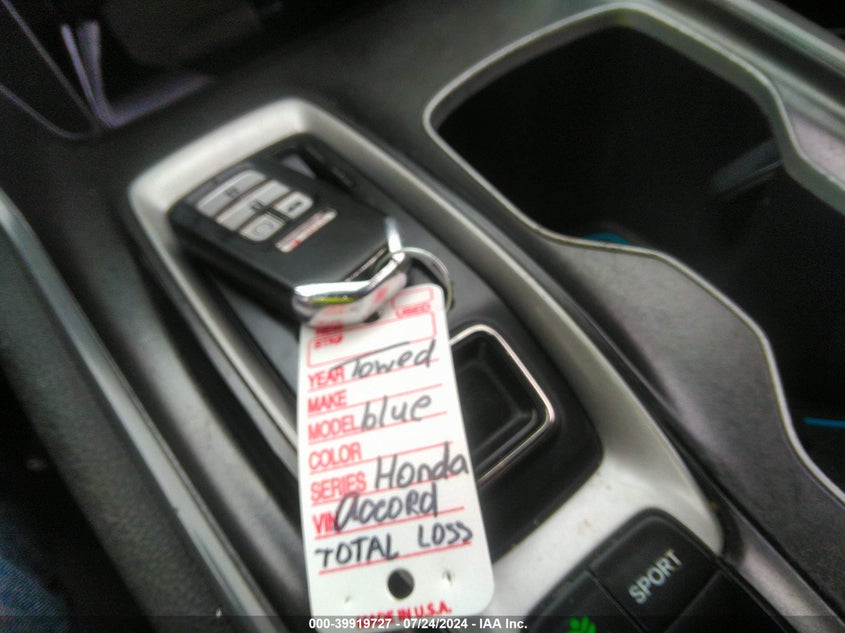 USED
YEAR Towed
MAKE
MODEL blue
COLOR
SERIES Honda
VIN Accord
TOTAL LOSS
MADE IN U.S.A.
SPORT
000-39919727 - 07/24/2024 - IAA Inc.